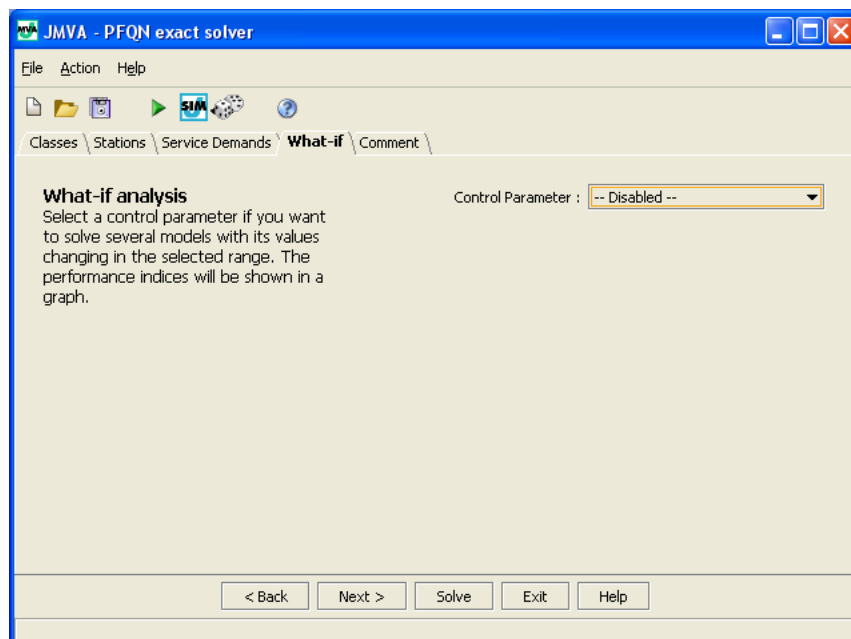 MVA JMVA - PFQN exact solver
File Action Help
SIM ?
Classes Stations Service Demands What-if Comment
What-if analysis
Control Parameter : -- Disabled --
Select a control parameter if you want
to solve several models with its values
changing in the selected range. The
performance indices will be shown in a
graph.
< Back Next > Solve Exit Help